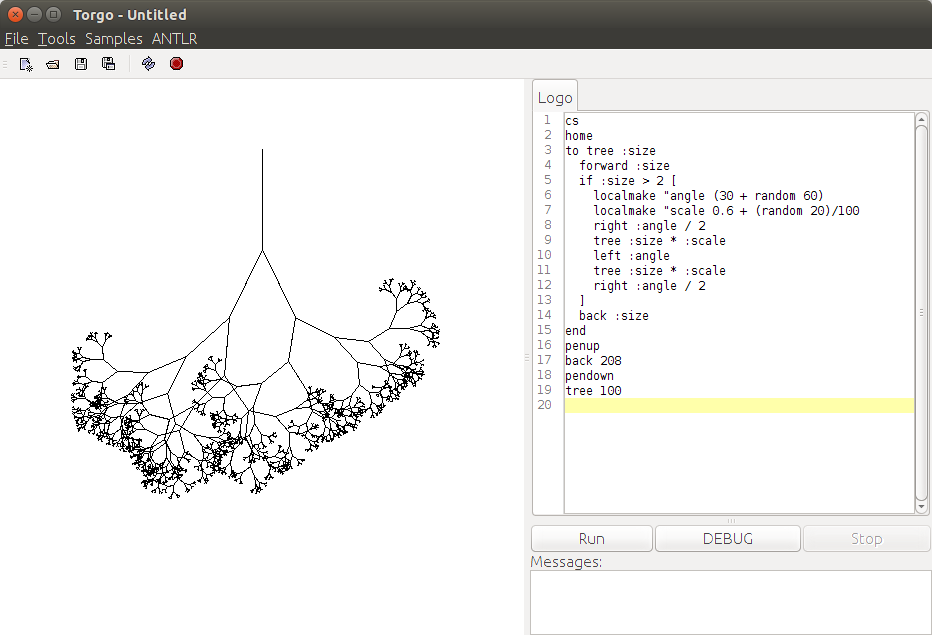 Torgo - Untitled
File Tools Samples ANTLR
Logo
1 cs
2 home
3 to tree :size
4   forward :size
5   if :size > 2 [
6     localmake "angle (30 + random 60)
7     localmake "scale 0.6 + (random 20)/100
8     right :angle / 2
9     tree :size * :scale
10     left :angle
11     tree :size * :scale
12     right :angle / 2
13   ]
14   back :size
15 end
16 penup
17 back 208
18 pendown
19 tree 100
20
Run DEBUG Stop
Messages: